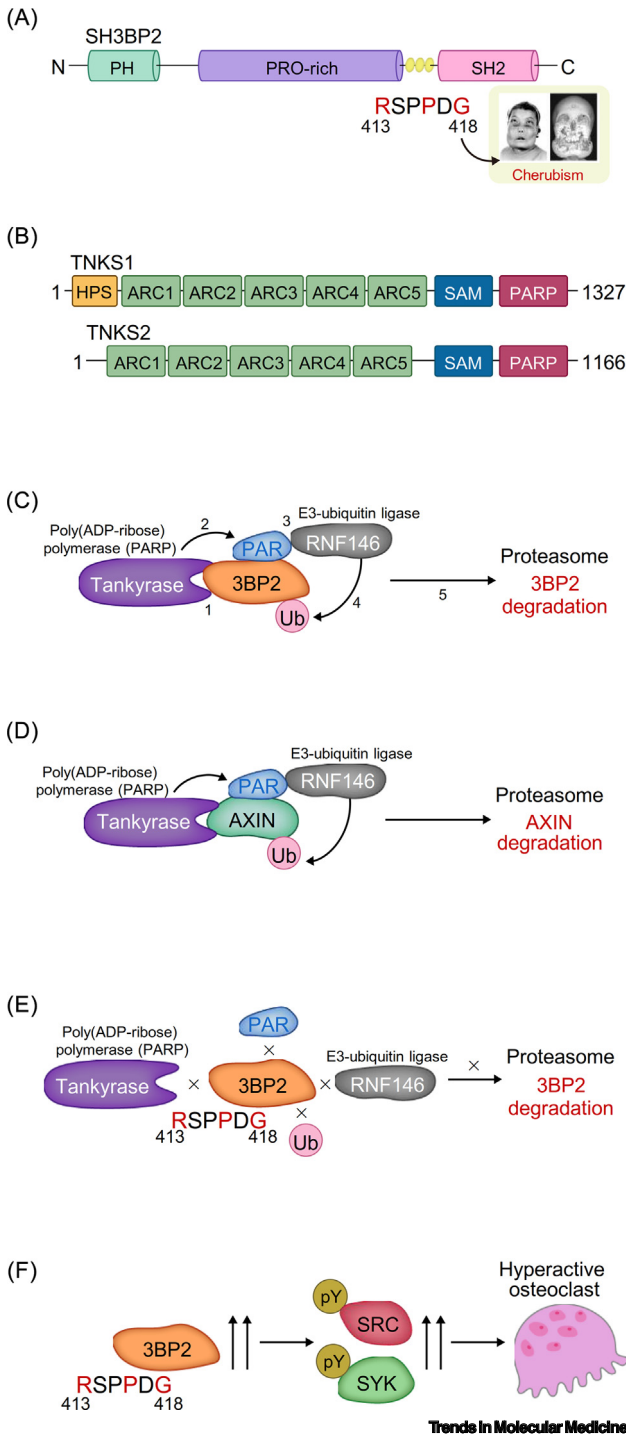 (A)
SH3BP2
N PH PRO-rich SH2 C
RSPPDG
413 418
Cherubism
(B)
TNKS1
1 HPS ARC1 ARC2 ARC3 ARC4 ARC5 SAM PARP 1327
TNKS2
1 ARC1 ARC2 ARC3 ARC4 ARC5 SAM PARP 1166
(C)
Poly(ADP-ribose)
polymerase (PARP)
2
PAR
3
E3-ubiquitin ligase
RNF146
Tankyrase
1
3BP2
Ub
4
5
Proteasome
3BP2
degradation
(D)
Poly(ADP-ribose)
polymerase (PARP)
PAR
E3-ubiquitin ligase
RNF146
Tankyrase
AXIN
Ub
Proteasome
AXIN
degradation
(E)
PAR
Poly(ADP-ribose)
polymerase (PARP)
×
Tankyrase × 3BP2 ×
E3-ubiquitin ligase
RNF146
×
Proteasome
3BP2
degradation
RSPPDG
413 418
×
Ub
(F)
3BP2
RSPPDG
413 418
pY
SRC
pY
SYK
Hyperactive
osteoclast
Trends in Molecular Medicine